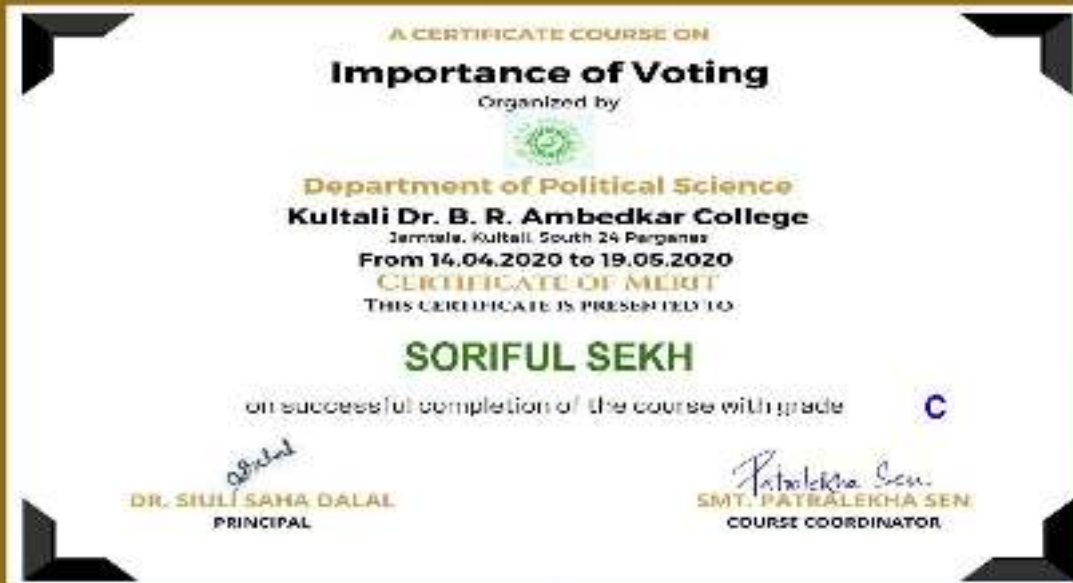 A CERTIFICATE COURSE ON
Importance of Voting
Organized by
Department of Political Science
Kultali Dr. B. R. Ambedkar College
Jamtala, Kultali, South 24 Parganas
From 14.04.2020 to 19.05.2020
CERTIFICATE OF MERIT
THIS CERTIFICATE IS PRESENTED TO
SORIFUL SEKH
on successful completion of the course with grade C
Patralekha Sen.
DR. SIULI SAHA DALAL
SMT. PATRALEKHA SEN
PRINCIPAL
COURSE COORDINATOR